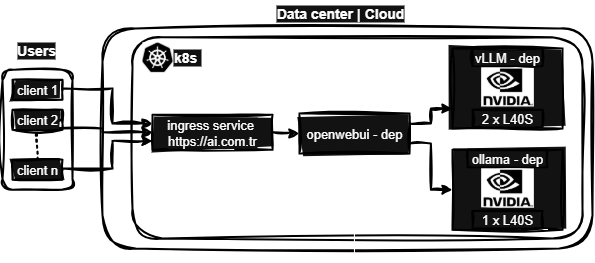 Data center | Cloud
Users
k8s
client 1
client 2
client n
ingress service
https://ai.com.tr
openwebui - dep
vLLM - dep
NVIDIA
2 x L40S
ollama - dep
NVIDIA
1 x L40S